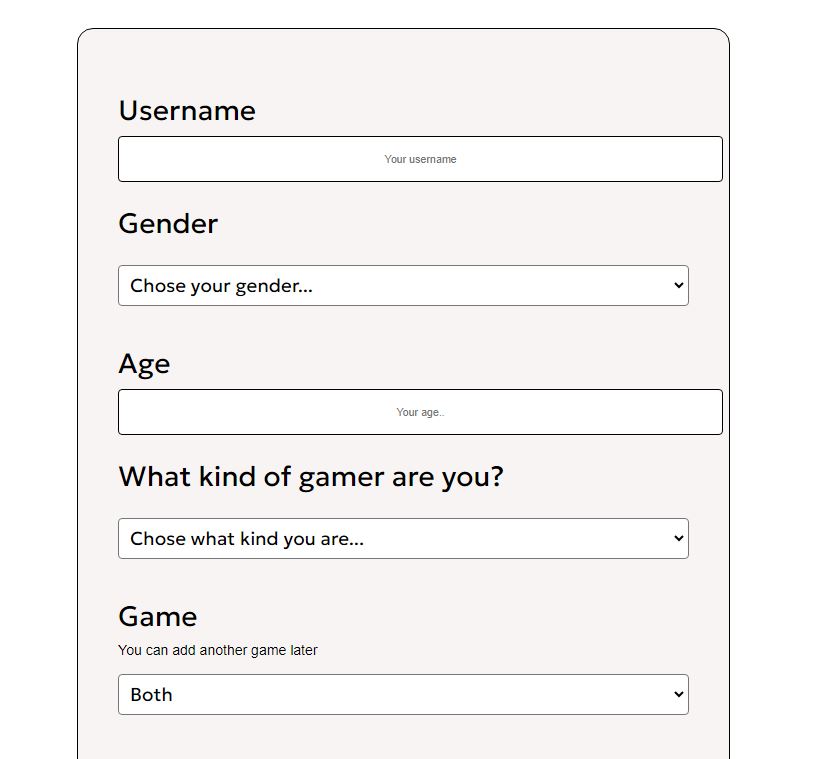 Username
Your username
Gender
Chose your gender...
Age
Your age..
What kind of gamer are you?
Chose what kind you are...
Game
You can add another game later
Both